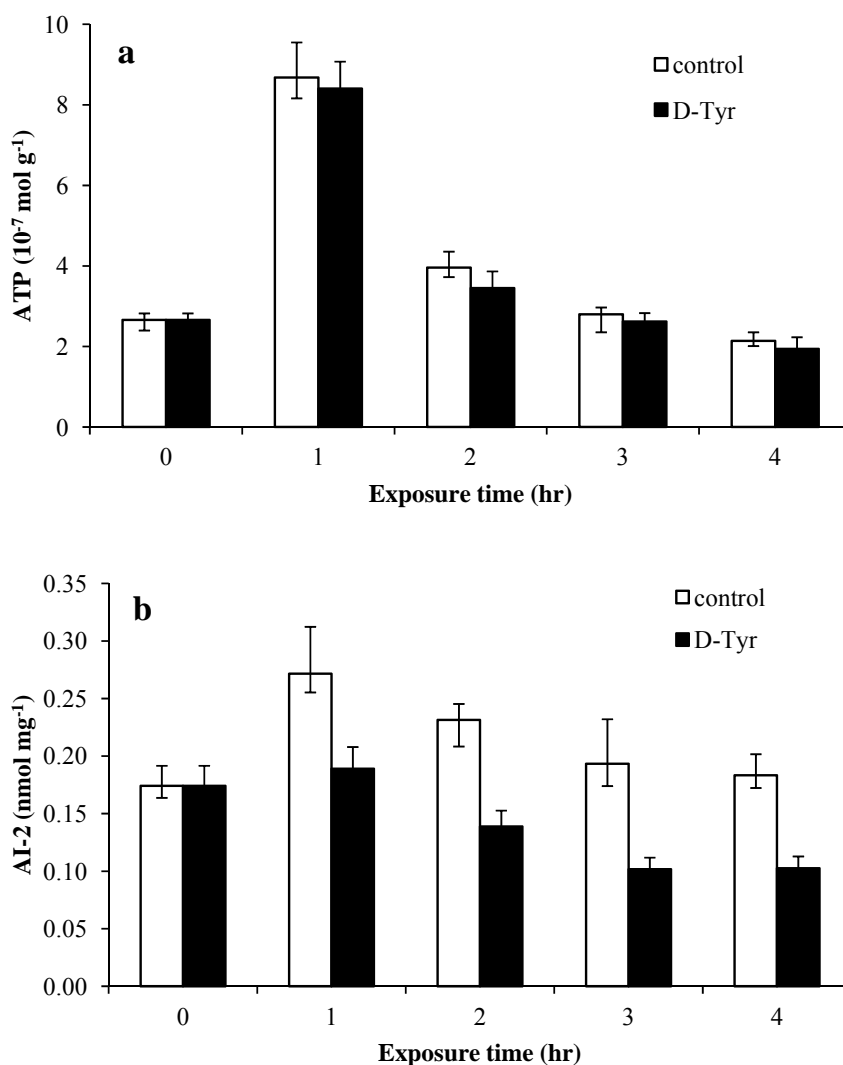 a
control
D-Tyr
10
8
6
4
2
0
ATP (10⁻⁷ mol g⁻¹)
0 1 2 3 4
Exposure time (hr)
b
control
D-Tyr
0.35
0.30
0.25
0.20
0.15
0.10
0.05
0.00
AI-2 (nmol mg⁻¹)
0 1 2 3 4
Exposure time (hr)